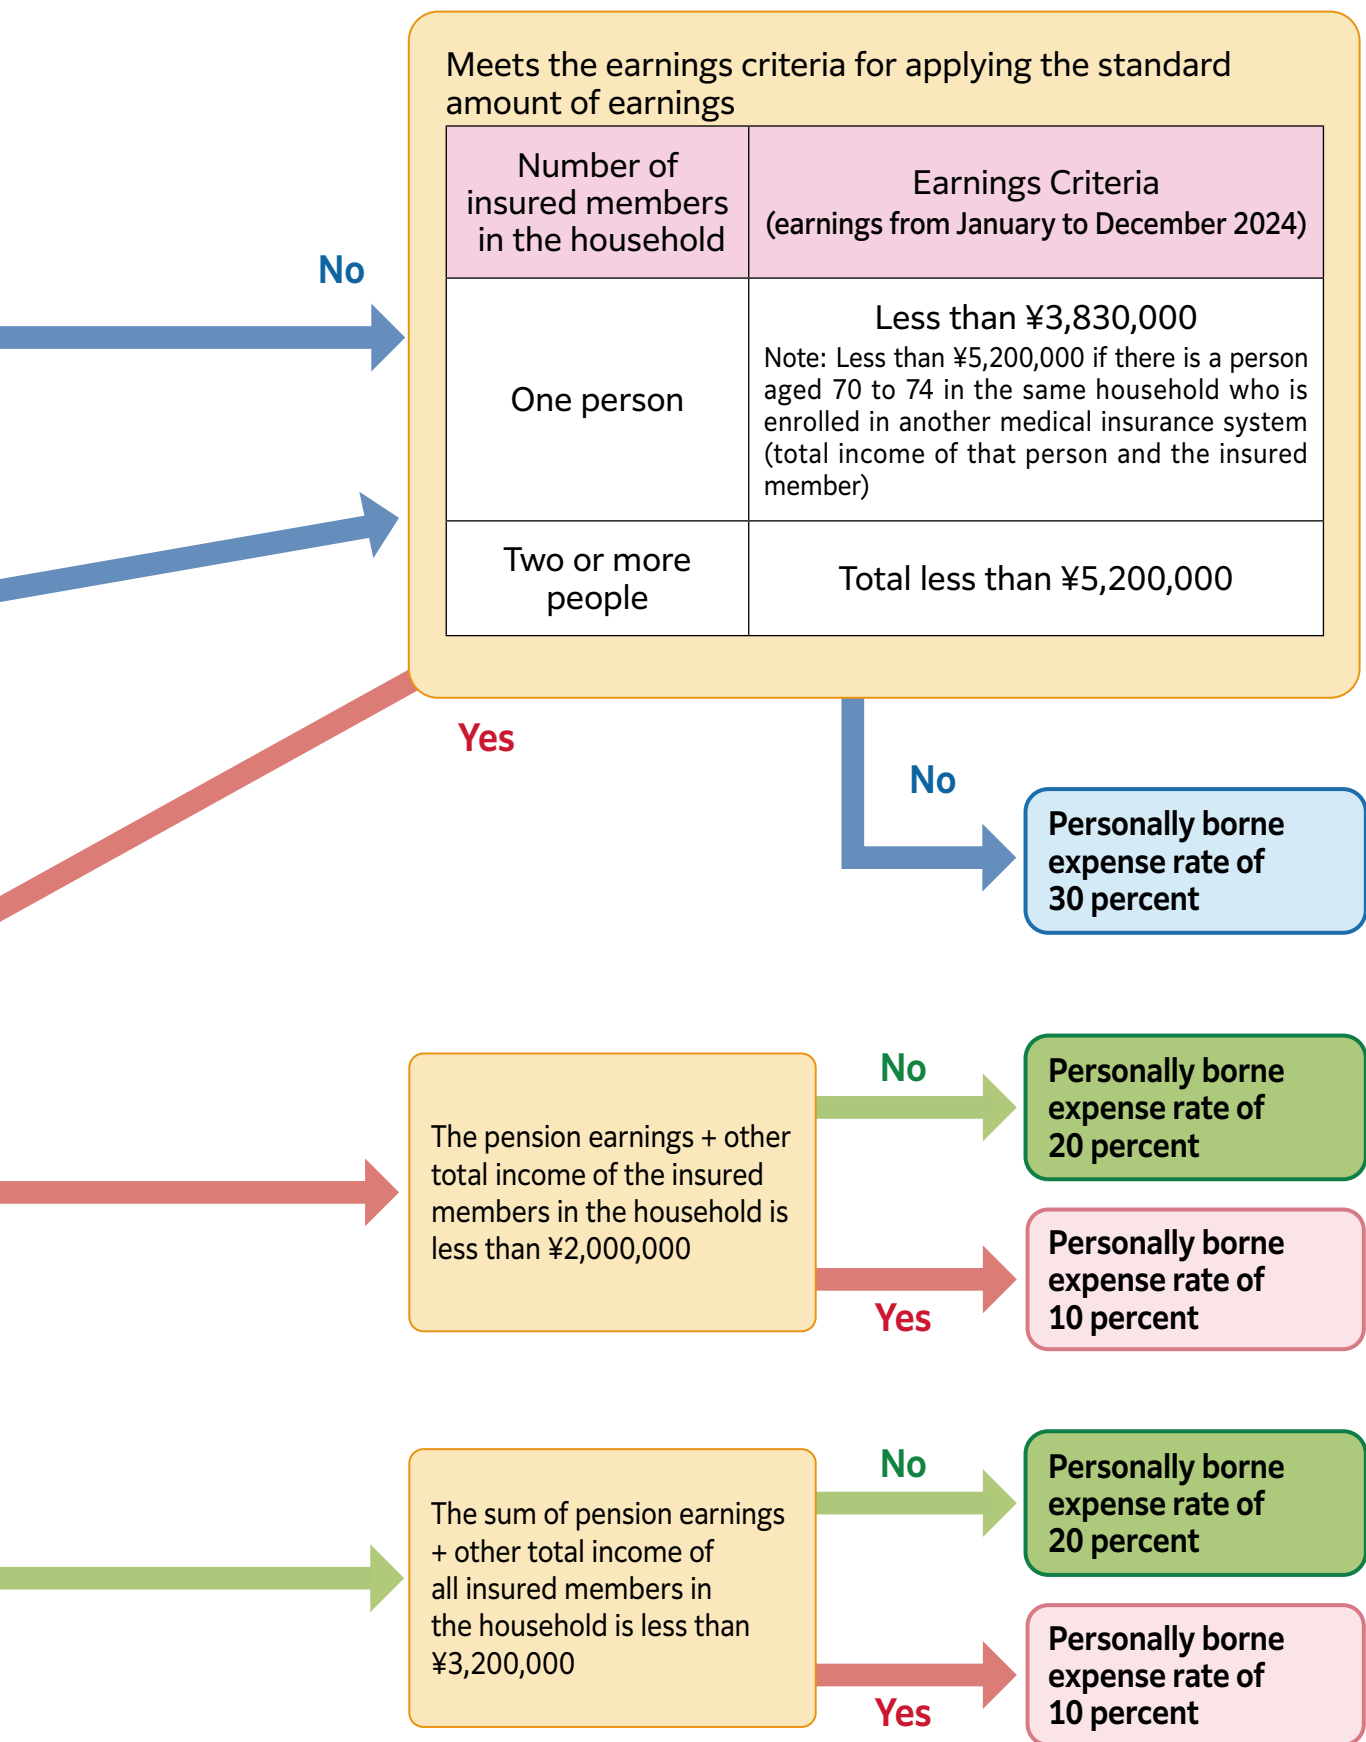 Meets the earnings criteria for applying the standard
amount of earnings
Number of
insured members
in the household
Earnings Criteria
(earnings from January to December 2024)
No
One person
Less than ¥3,830,000
Note: Less than ¥5,200,000 if there is a person
aged 70 to 74 in the same household who is
enrolled in another medical insurance system
(total income of that person and the insured
member)
Two or more
people
Total less than ¥5,200,000
Yes
No
Personally borne
expense rate of
30 percent
The pension earnings + other
total income of the insured
members in the household is
less than ¥2,000,000
No
Personally borne
expense rate of
20 percent
Yes
Personally borne
expense rate of
10 percent
The sum of pension earnings
+ other total income of
all insured members in
the household is less than
¥3,200,000
No
Personally borne
expense rate of
20 percent
Yes
Personally borne
expense rate of
10 percent